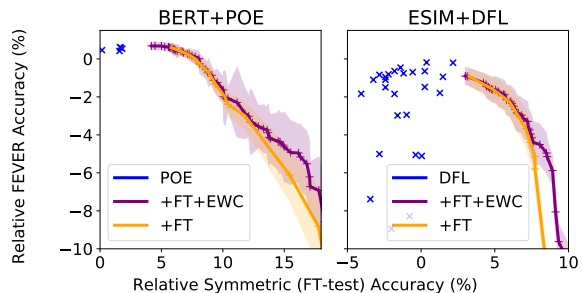 BERT+POE
ESIM+DFL
Relative FEVER Accuracy (%)
0
−2
−4
−6
−8
−10
POE
+FT+EWC
+FT
DFL
+FT+EWC
+FT
0
5
10
15
−5
0
5
10
Relative Symmetric (FT-test) Accuracy (%)